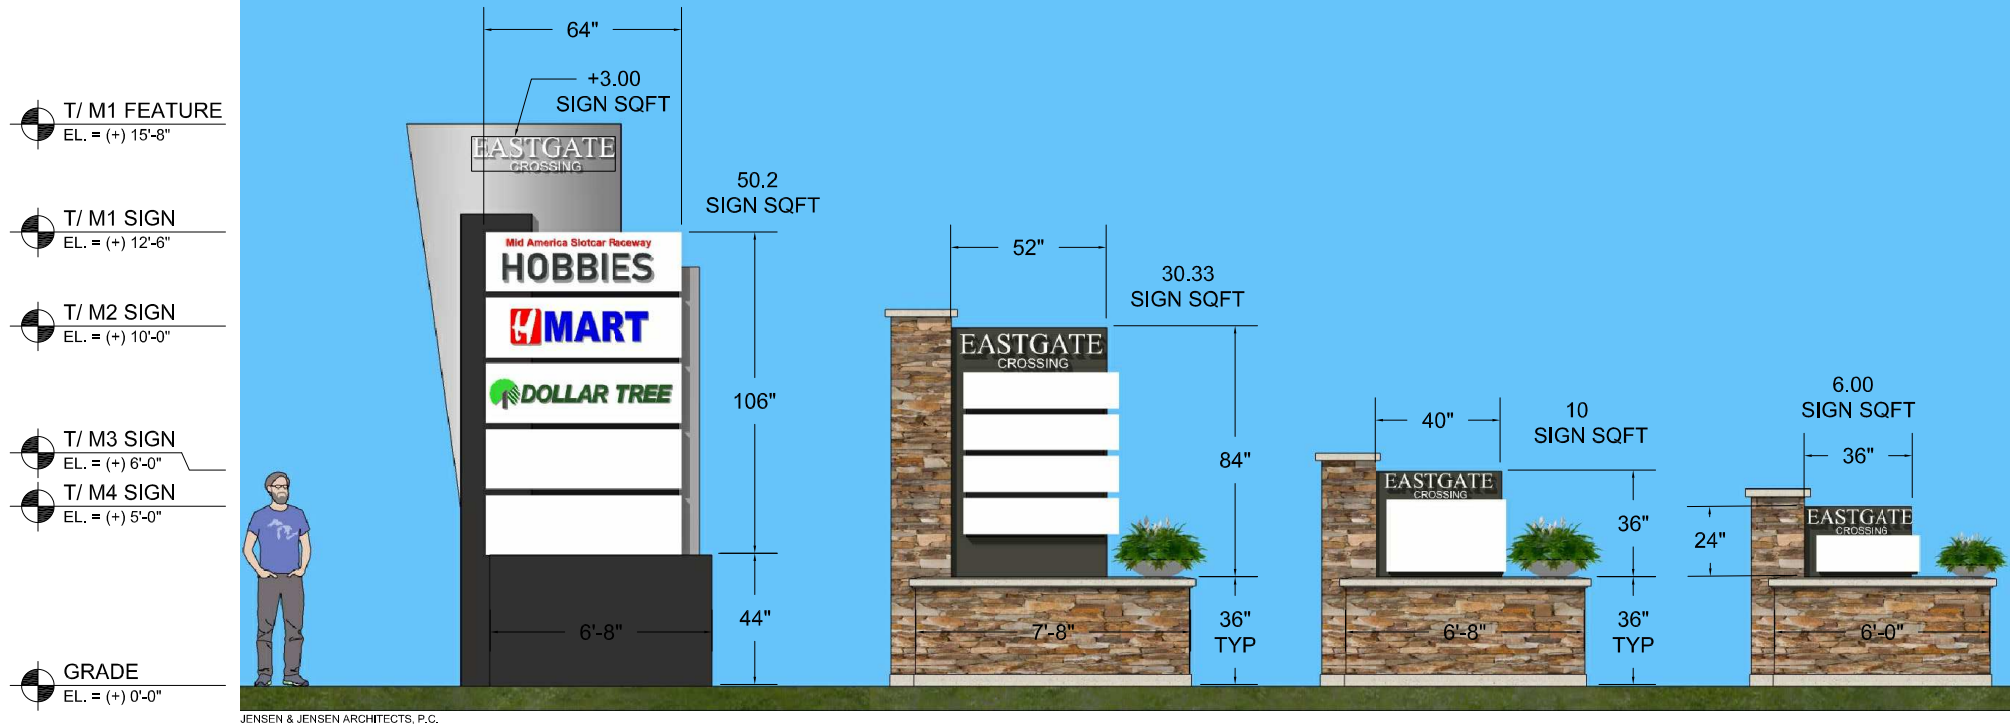 T/ M1 FEATURE
EL. = (+) 15'-8"
T/ M1 SIGN
EL. = (+) 12'-6"
T/ M2 SIGN
EL. = (+) 10'-0"
T/ M3 SIGN
EL. = (+) 6'-0"
T/ M4 SIGN
EL. = (+) 5'-0"
GRADE
EL. = (+) 0'-0"
64"
+3.00
SIGN SQFT
EASTGATE
CROSSING
50.2
SIGN SQFT
Mid America Slotcar Raceway
HOBBIES
H MART
DOLLAR TREE
106"
44"
6'-8"
52"
30.33
SIGN SQFT
EASTGATE
CROSSING
84"
36"
TYP
7'-8"
40"
10
SIGN SQFT
EASTGATE
CROSSING
36"
36"
TYP
6'-8"
6.00
SIGN SQFT
36"
24"
EASTGATE
CROSSING
6'-0"
JENSEN & JENSEN ARCHITECTS, P.C.